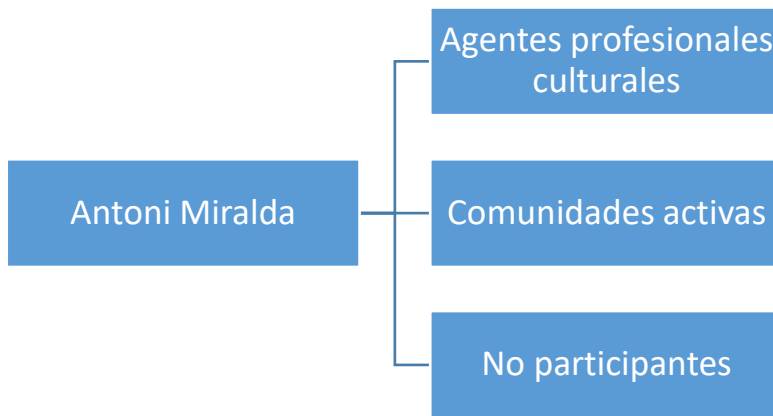 Agentes profesionales
culturales
Antoni Miralda
Comunidades activas
No participantes